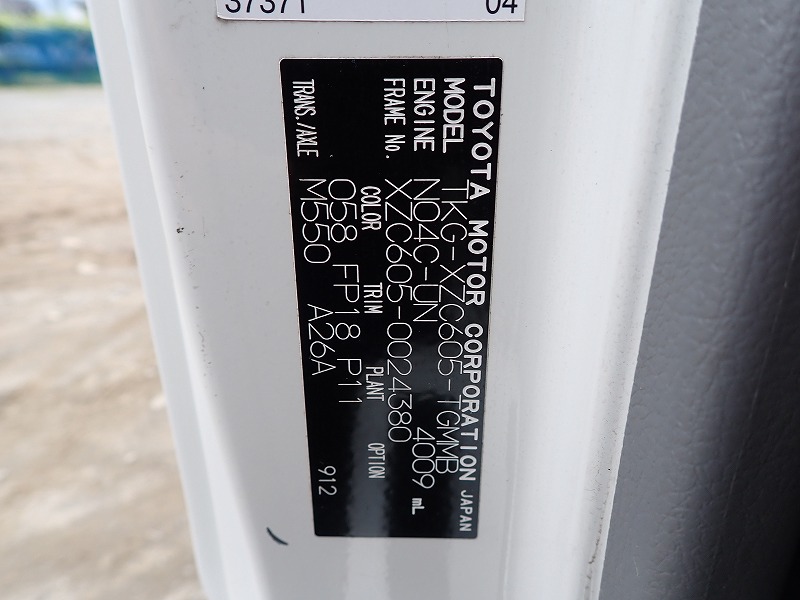 37371 04
TOYOTA MOTOR CORPORATION JAPAN
MODEL TKG-XZC605-TGMMB
ENGINE N04C-UN 4009 mL
FRAME No. XZC605-0024380
COLOR TRIM PLANT OPTION
058 FP18 P11
TRANS./AXLE M550 A26A
912